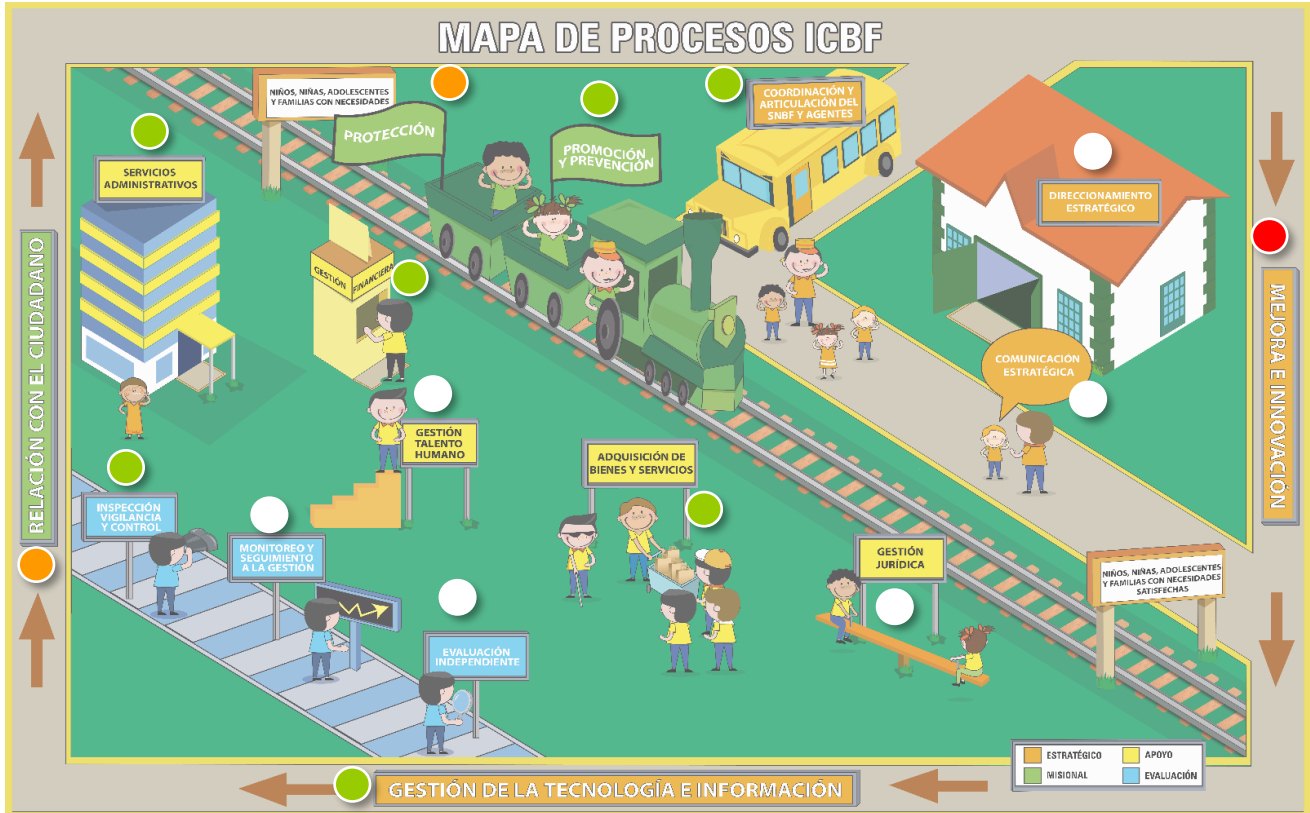 MAPA DE PROCESOS ICBF
NIÑOS, NIÑAS, ADOLESCENTES
Y FAMILIAS CON NECESIDADES
PROTECCIÓN
PROMOCIÓN
Y PREVENCIÓN
COORDINACIÓN Y
ARTICULACIÓN DEL
SNBF Y AGENTES
DIRECCIONAMIENTO
ESTRATÉGICO
SERVICIOS
ADMINISTRATIVOS
GESTIÓN
FINANCIERA
RELACIÓN CON EL CIUDADANO
MEJORA E INNOVACIÓN
COMUNICACIÓN
ESTRATÉGICA
GESTIÓN
TALENTO
HUMANO
ADQUISICIÓN DE
BIENES Y SERVICIOS
INSPECCIÓN
VIGILANCIA
Y CONTROL
MONITOREO Y
SEGUIMIENTO
A LA GESTIÓN
GESTIÓN
JURÍDICA
NIÑOS, NIÑAS, ADOLESCENTES
Y FAMILIAS CON NECESIDADES
SATISFECHAS
EVALUACIÓN
INDEPENDIENTE
ESTRATÉGICO
APOYO
MISIONAL
EVALUACIÓN
GESTIÓN DE LA TECNOLOGÍA E INFORMACIÓN